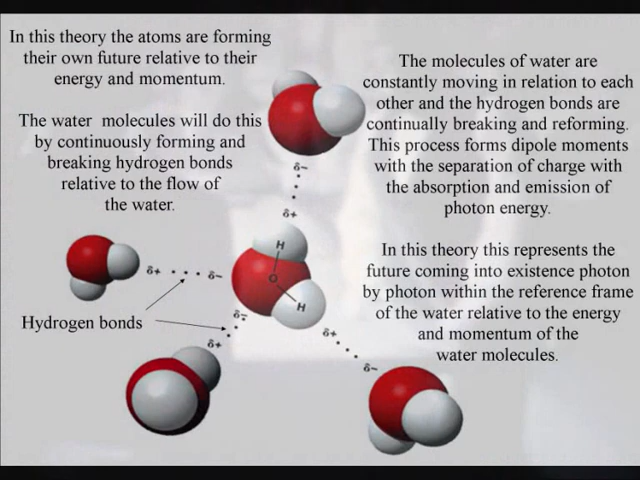 In this theory the atoms are forming
their own future relative to their
energy and momentum.
The water molecules will do this
by continuously forming and
breaking hydrogen bonds
relative to the flow of
the water.
The molecules of water are
constantly moving in relation to each
other and the hydrogen bonds are
continually breaking and reforming.
This process forms dipole moments
with the separation of charge with
the absorption and emission of
photon energy.
In this theory this represents the
future coming into existence photon
by photon within the reference frame
of the water relative to the energy
and momentum of the
water molecules.
δ−
δ+
H
O
H
δ+
δ−
Hydrogen bonds
δ−
δ+
δ+
δ−